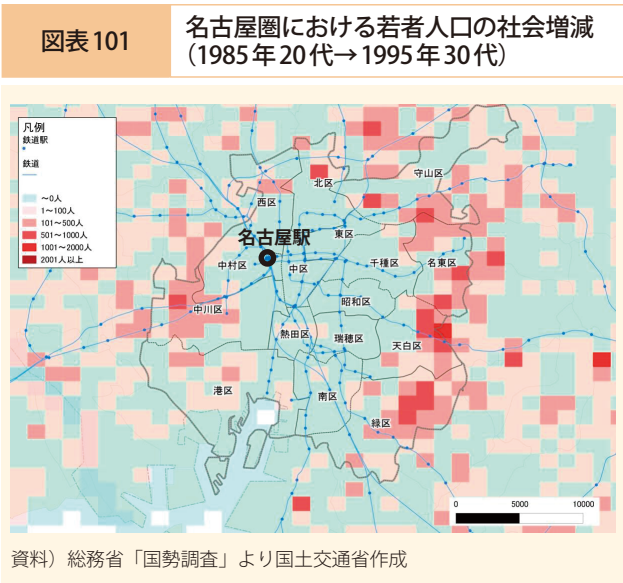 図表101
名古屋圏における若者人口の社会増減
（1985年20代→1995年30代）
凡例
鉄道駅
鉄道
～0人
1～100人
101～500人
501～1000人
1001～2000人
2001人以上
守山区
北区
西区
東区
名古屋駅
中村区
中区
千種区
名東区
昭和区
中川区
熱田区
瑞穂区
天白区
港区
南区
緑区
0 5000 10000
資料）総務省「国勢調査」より国土交通省作成